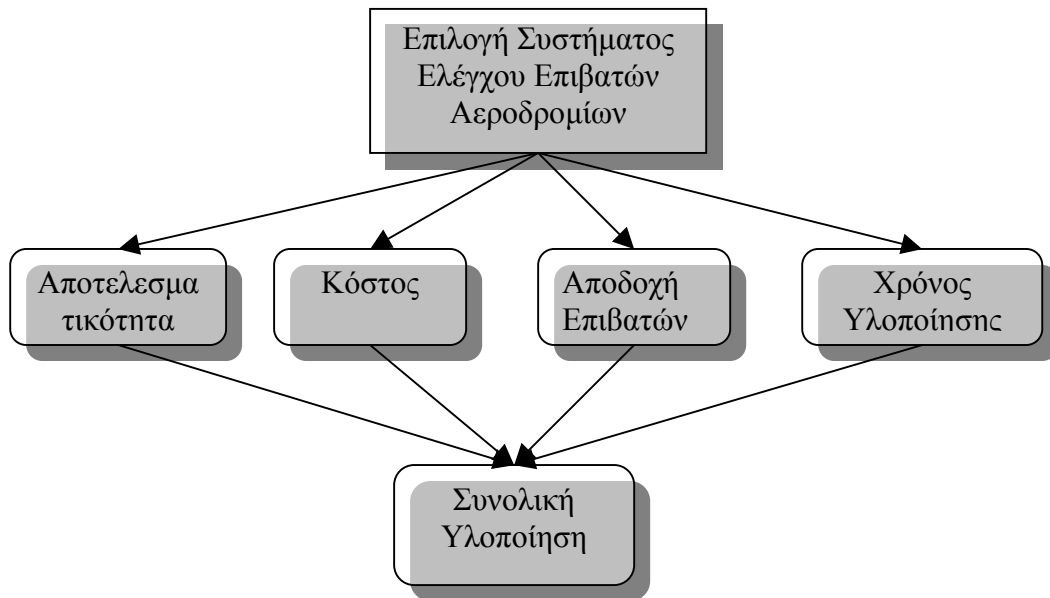 Επιλογή Συστήματος
Ελέγχου Επιβατών
Αεροδρομίων
Αποτελεσμα
τικότητα
Κόστος
Αποδοχή
Επιβατών
Χρόνος
Υλοποίησης
Συνολική
Υλοποίηση